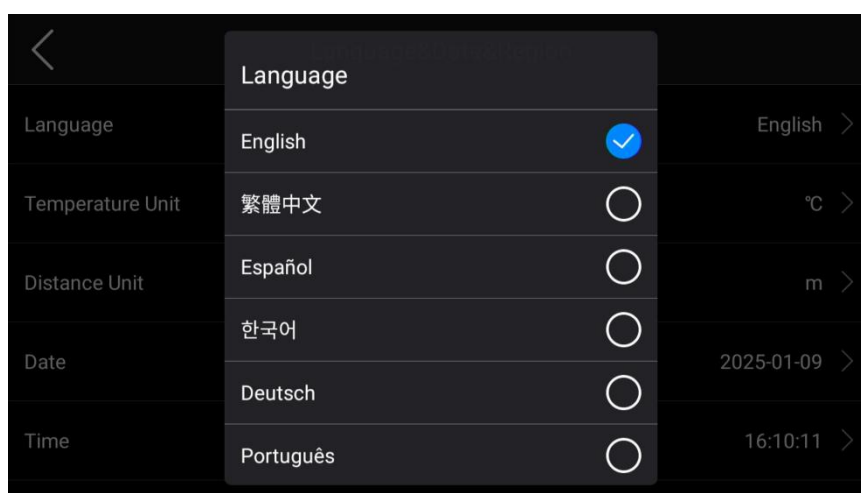 Language
English
繁體中文
Español
한국어
Deutsch
Português
Language English
Temperature Unit ℃
Distance Unit m
Date 2025-01-09
Time 16:10:11